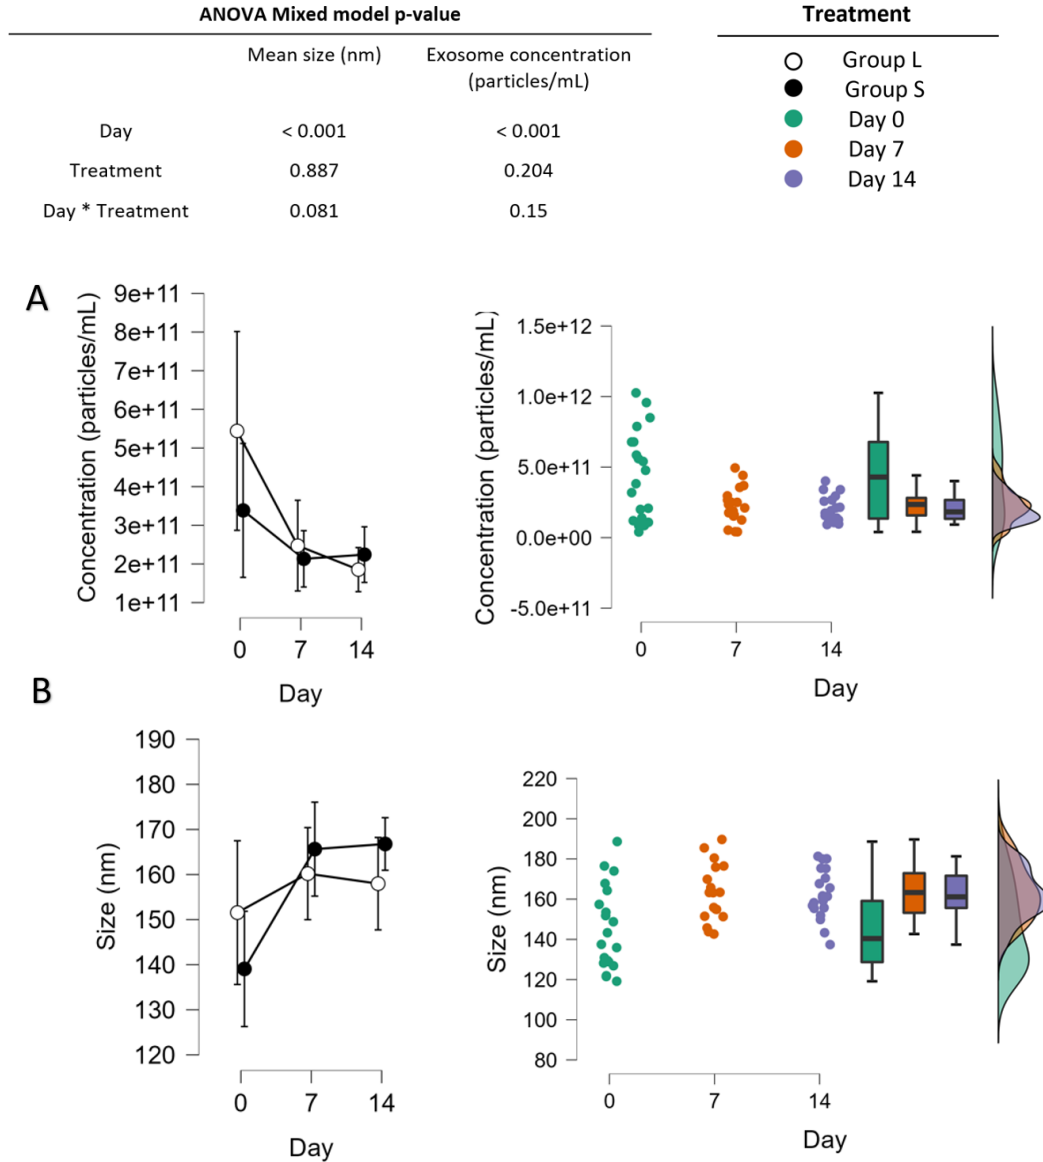 ANOVA Mixed model p-value
Mean size (nm) Exosome concentration
(particles/mL)
Day < 0.001 < 0.001
Treatment 0.887 0.204
Day * Treatment 0.081 0.15
Treatment
Group L
Group S
Day 0
Day 7
Day 14
A
Concentration (particles/mL)
9e+11
8e+11
7e+11
6e+11
5e+11
4e+11
3e+11
2e+11
1e+11
0 7 14
Day
Concentration (particles/mL)
1.5e+12
1.0e+12
5.0e+11
0.0e+00
-5.0e+11
0 7 14
Day
B
Size (nm)
190
180
170
160
150
140
130
120
0 7 14
Day
Size (nm)
220
200
180
160
140
120
100
80
0 7 14
Day